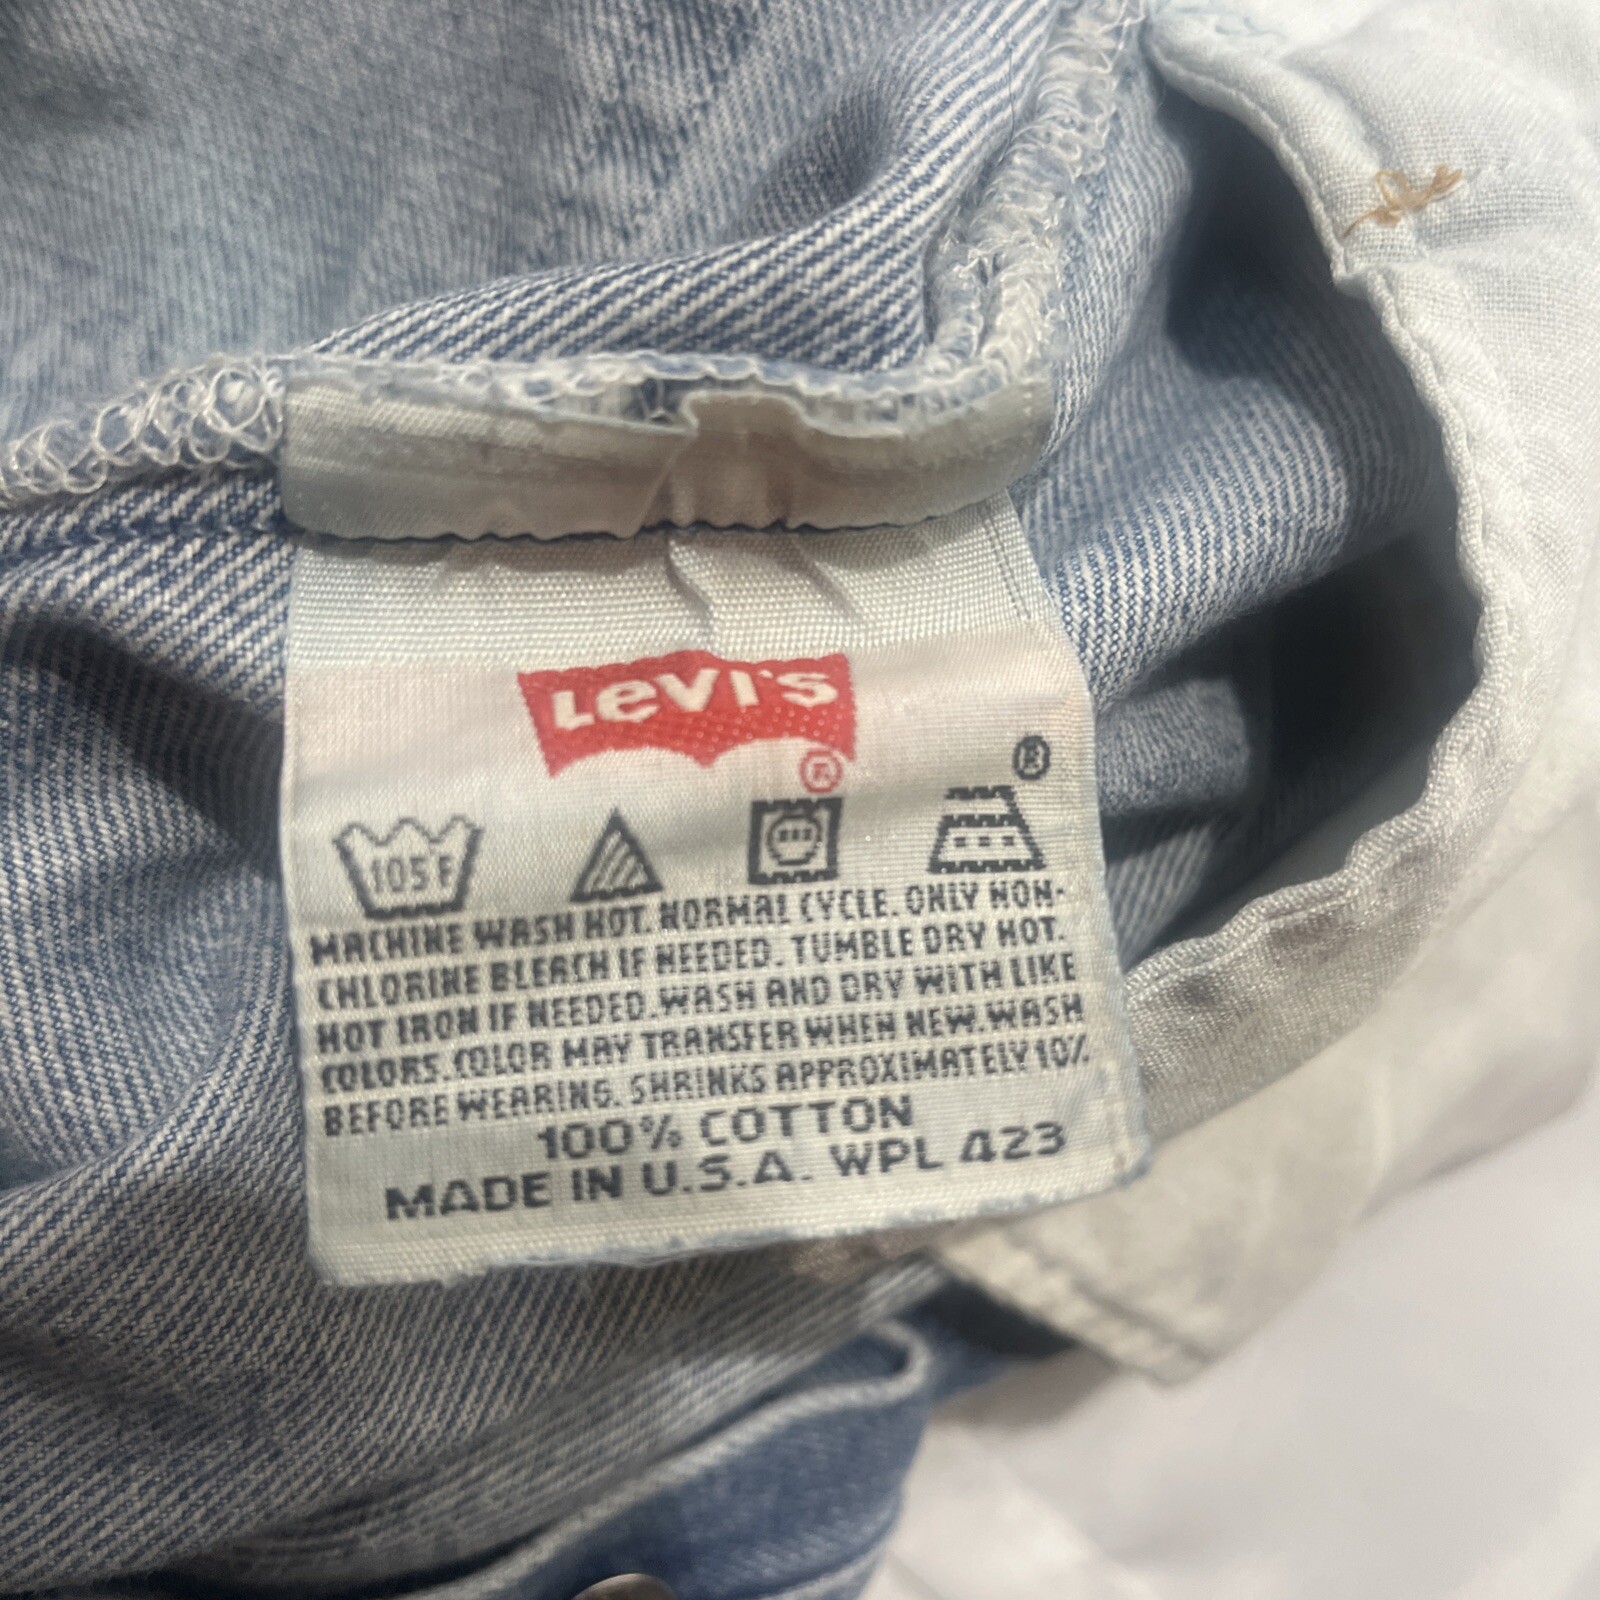 LEVI'S
®
®
105°F
MACHINE WASH HOT. NORMAL CYCLE. ONLY NON-
CHLORINE BLEACH IF NEEDED. TUMBLE DRY HOT.
HOT IRON IF NEEDED. WASH AND DRY WITH LIKE
COLORS. COLOR MAY TRANSFER WHEN NEW. WASH
BEFORE WEARING. SHRINKS APPROXIMATELY 10%
100% COTTON
MADE IN U.S.A. WPL 423